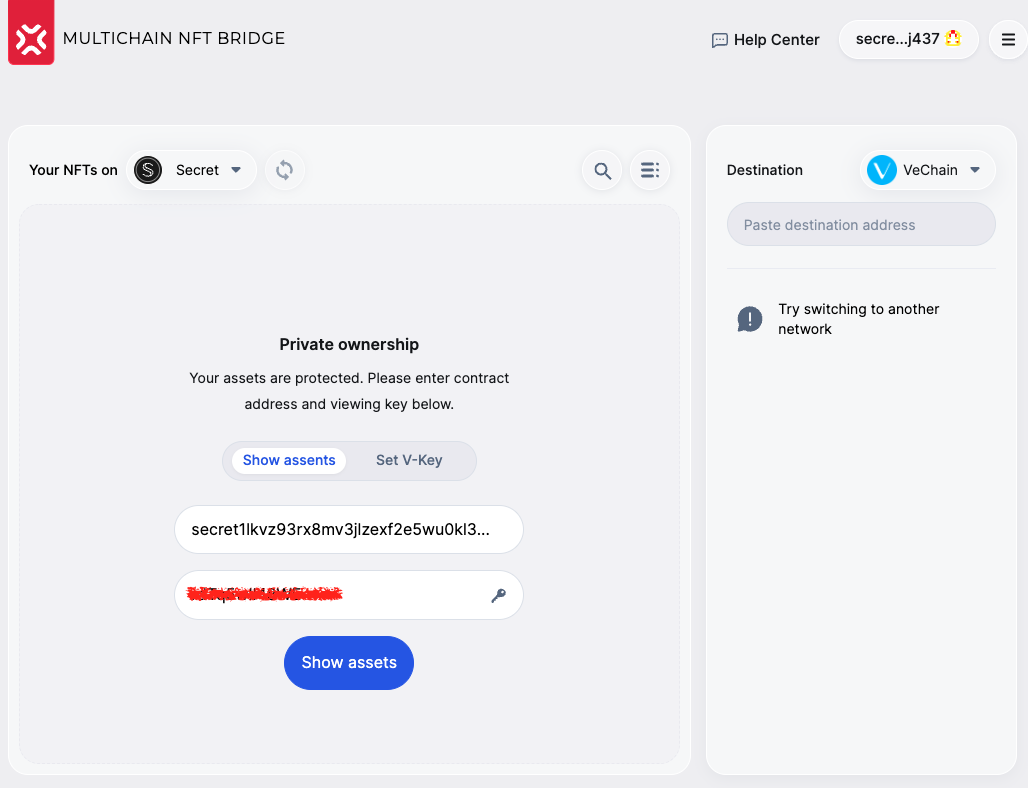 MULTICHAIN NFT BRIDGE
Help Center
secre...j437
Your NFTs on
Secret
Destination
VeChain
Paste destination address
Try switching to another
network
Private ownership
Your assets are protected. Please enter contract
address and viewing key below.
Show assents
Set V-Key
secret1lkvz93rx8mv3jlzexf2e5wu0kl3...
Show assets